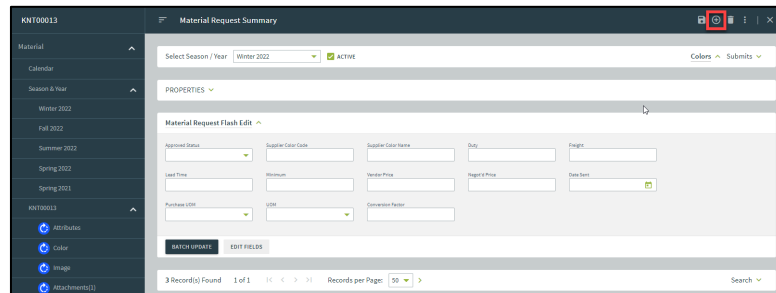 KNT00013
Material Request Summary
Material
Calendar
Season & Year
Winter 2022
Fall 2022
Summer 2022
Spring 2022
Spring 2021
KNT00013
Attributes
Color
Image
Attachments(1)
Select Season / Year Winter 2022 ACTIVE Colors Submits
PROPERTIES
Material Request Flash Edit
Approved Status Supplier Color Code Supplier Color Name Duty Freight
Lead Time Minimum Vendor Price Negot'd Price Date Sent
Purchase UOM UOM Conversion Factor
BATCH UPDATE EDIT FIELDS
3 Record(s) Found 1 of 1 Records per Page: 50 Search